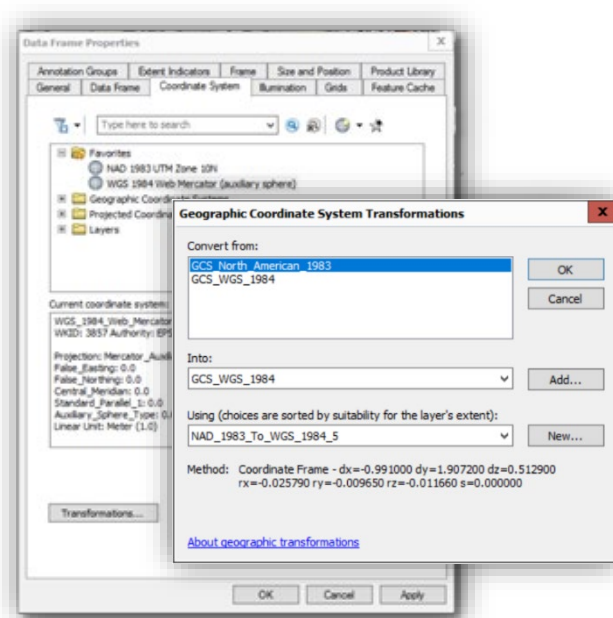 Data Frame Properties
X
Annotation Groups Extent Indicators Frame Size and Position Product Library
General Data Frame Coordinate System Illumination Grids Feature Cache
Type here to search
Favorites
NAD 1983 UTM Zone 10N
WGS 1984 Web Mercator (auxiliary sphere)
Geographic Coordinate Systems
Projected Coordina
Layers
Current coordinate system:
WGS_1984_Web_Mercator
WKID: 3857 Authority: EPS
Projection: Mercator_Auxili
False_Easting: 0.0
False_Northing: 0.0
Central_Meridian: 0.0
Standard_Parallel_1: 0.0
Auxiliary_Sphere_Type: 0.0
Linear Unit: Meter (1.0)
Transformations...
OK Cancel Apply
Geographic Coordinate System Transformations
x
Convert from:
GCS_North_American_1983
GCS_WGS_1984
OK
Cancel
Into:
GCS_WGS_1984
Add...
Using (choices are sorted by suitability for the layer's extent):
NAD_1983_To_WGS_1984_5
New...
Method: Coordinate Frame - dx=-0.991000 dy=1.907200 dz=0.512900
rx=-0.025790 ry=-0.009650 rz=-0.011660 s=0.000000
About geographic transformations